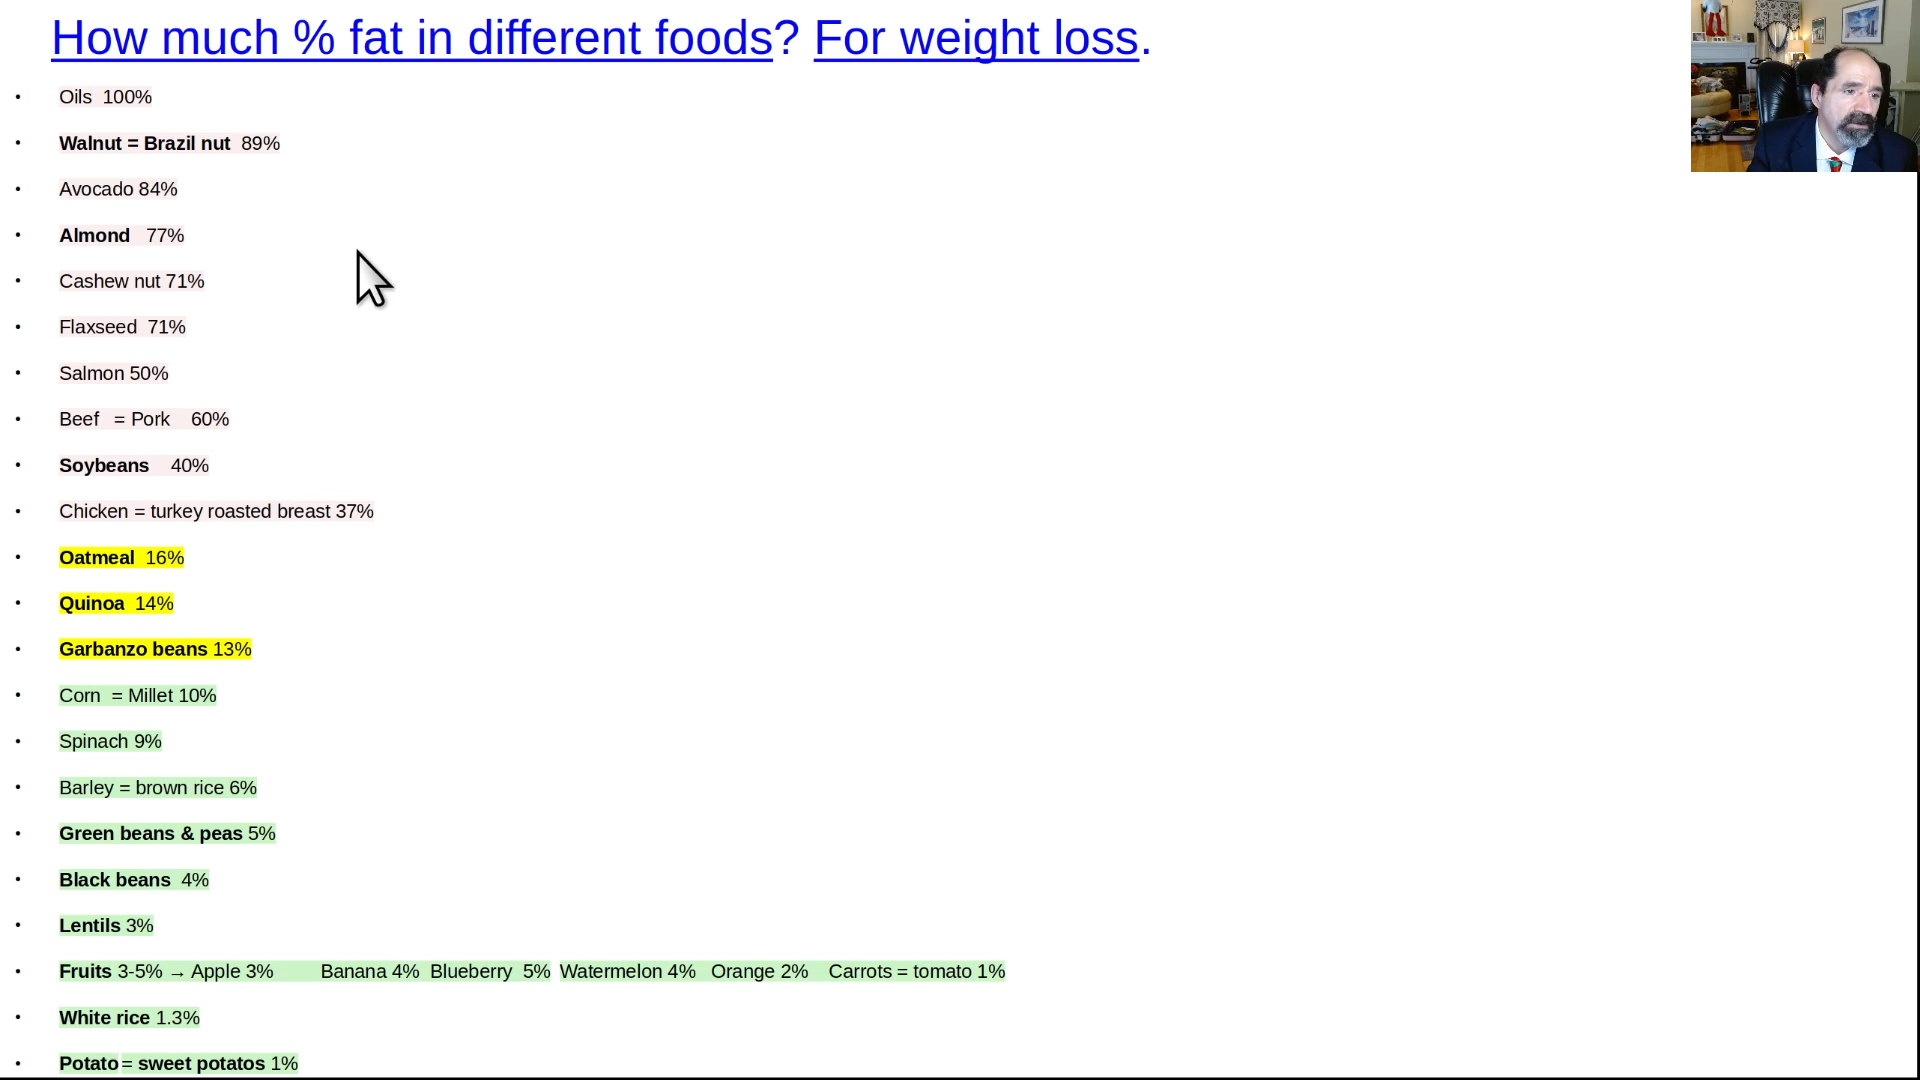 How much % fat in different foods? For weight loss.
• Oils 100%
• Walnut = Brazil nut 89%
• Avocado 84%
• Almond 77%
• Cashew nut 71%
• Flaxseed 71%
• Salmon 50%
• Beef = Pork 60%
• Soybeans 40%
• Chicken = turkey roasted breast 37%
• Oatmeal 16%
• Quinoa 14%
• Garbanzo beans 13%
• Corn = Millet 10%
• Spinach 9%
• Barley = brown rice 6%
• Green beans & peas 5%
• Black beans 4%
• Lentils 3%
• Fruits 3-5% → Apple 3% Banana 4% Blueberry 5% Watermelon 4% Orange 2% Carrots = tomato 1%
• White rice 1.3%
• Potato = sweet potatos 1%